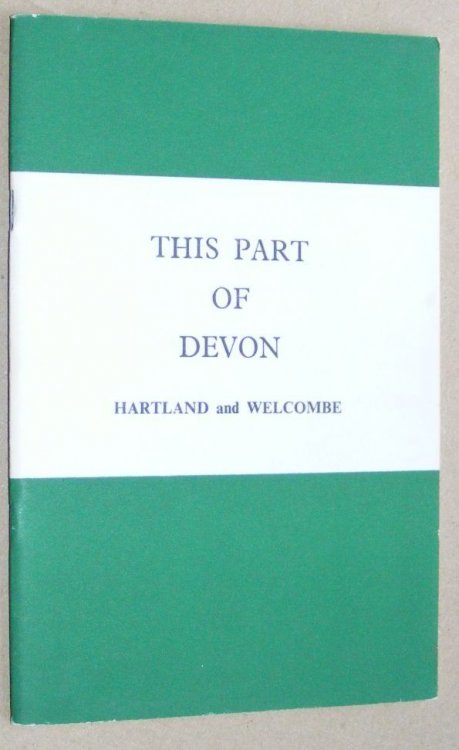 THIS PART
OF
DEVON
HARTLAND and WELCOMBE